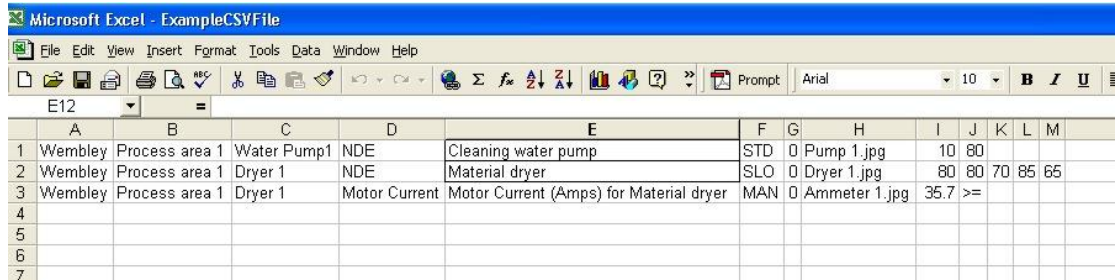 Microsoft Excel - ExampleCSVFile
File Edit View Insert Format Tools Data Window Help
Prompt Arial 10 B I U
E12 =
A B C D E F G H I J K L M
1 Wembley Process area 1 Water Pump1 NDE Cleaning water pump STD 0 Pump 1.jpg 10 80
2 Wembley Process area 1 Dryer 1 NDE Material dryer SLO 0 Dryer 1.jpg 80 80 70 85 65
3 Wembley Process area 1 Dryer 1 Motor Current Motor Current (Amps) for Material dryer MAN 0 Ammeter 1.jpg 35.7 >=
4
5
6
7